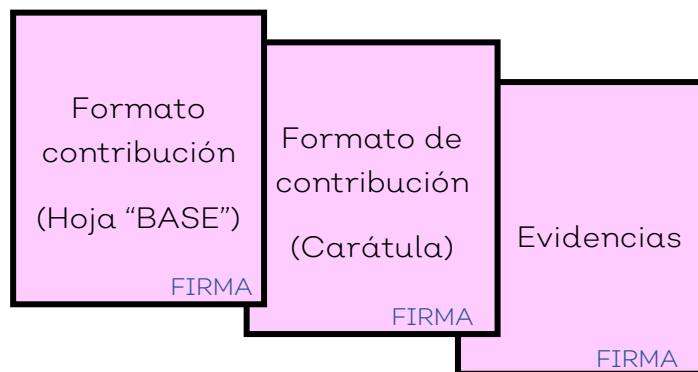 Formato
contribución
(Hoja “BASE”)
FIRMA
Formato de
contribución
(Carátula)
FIRMA
Evidencias
FIRMA